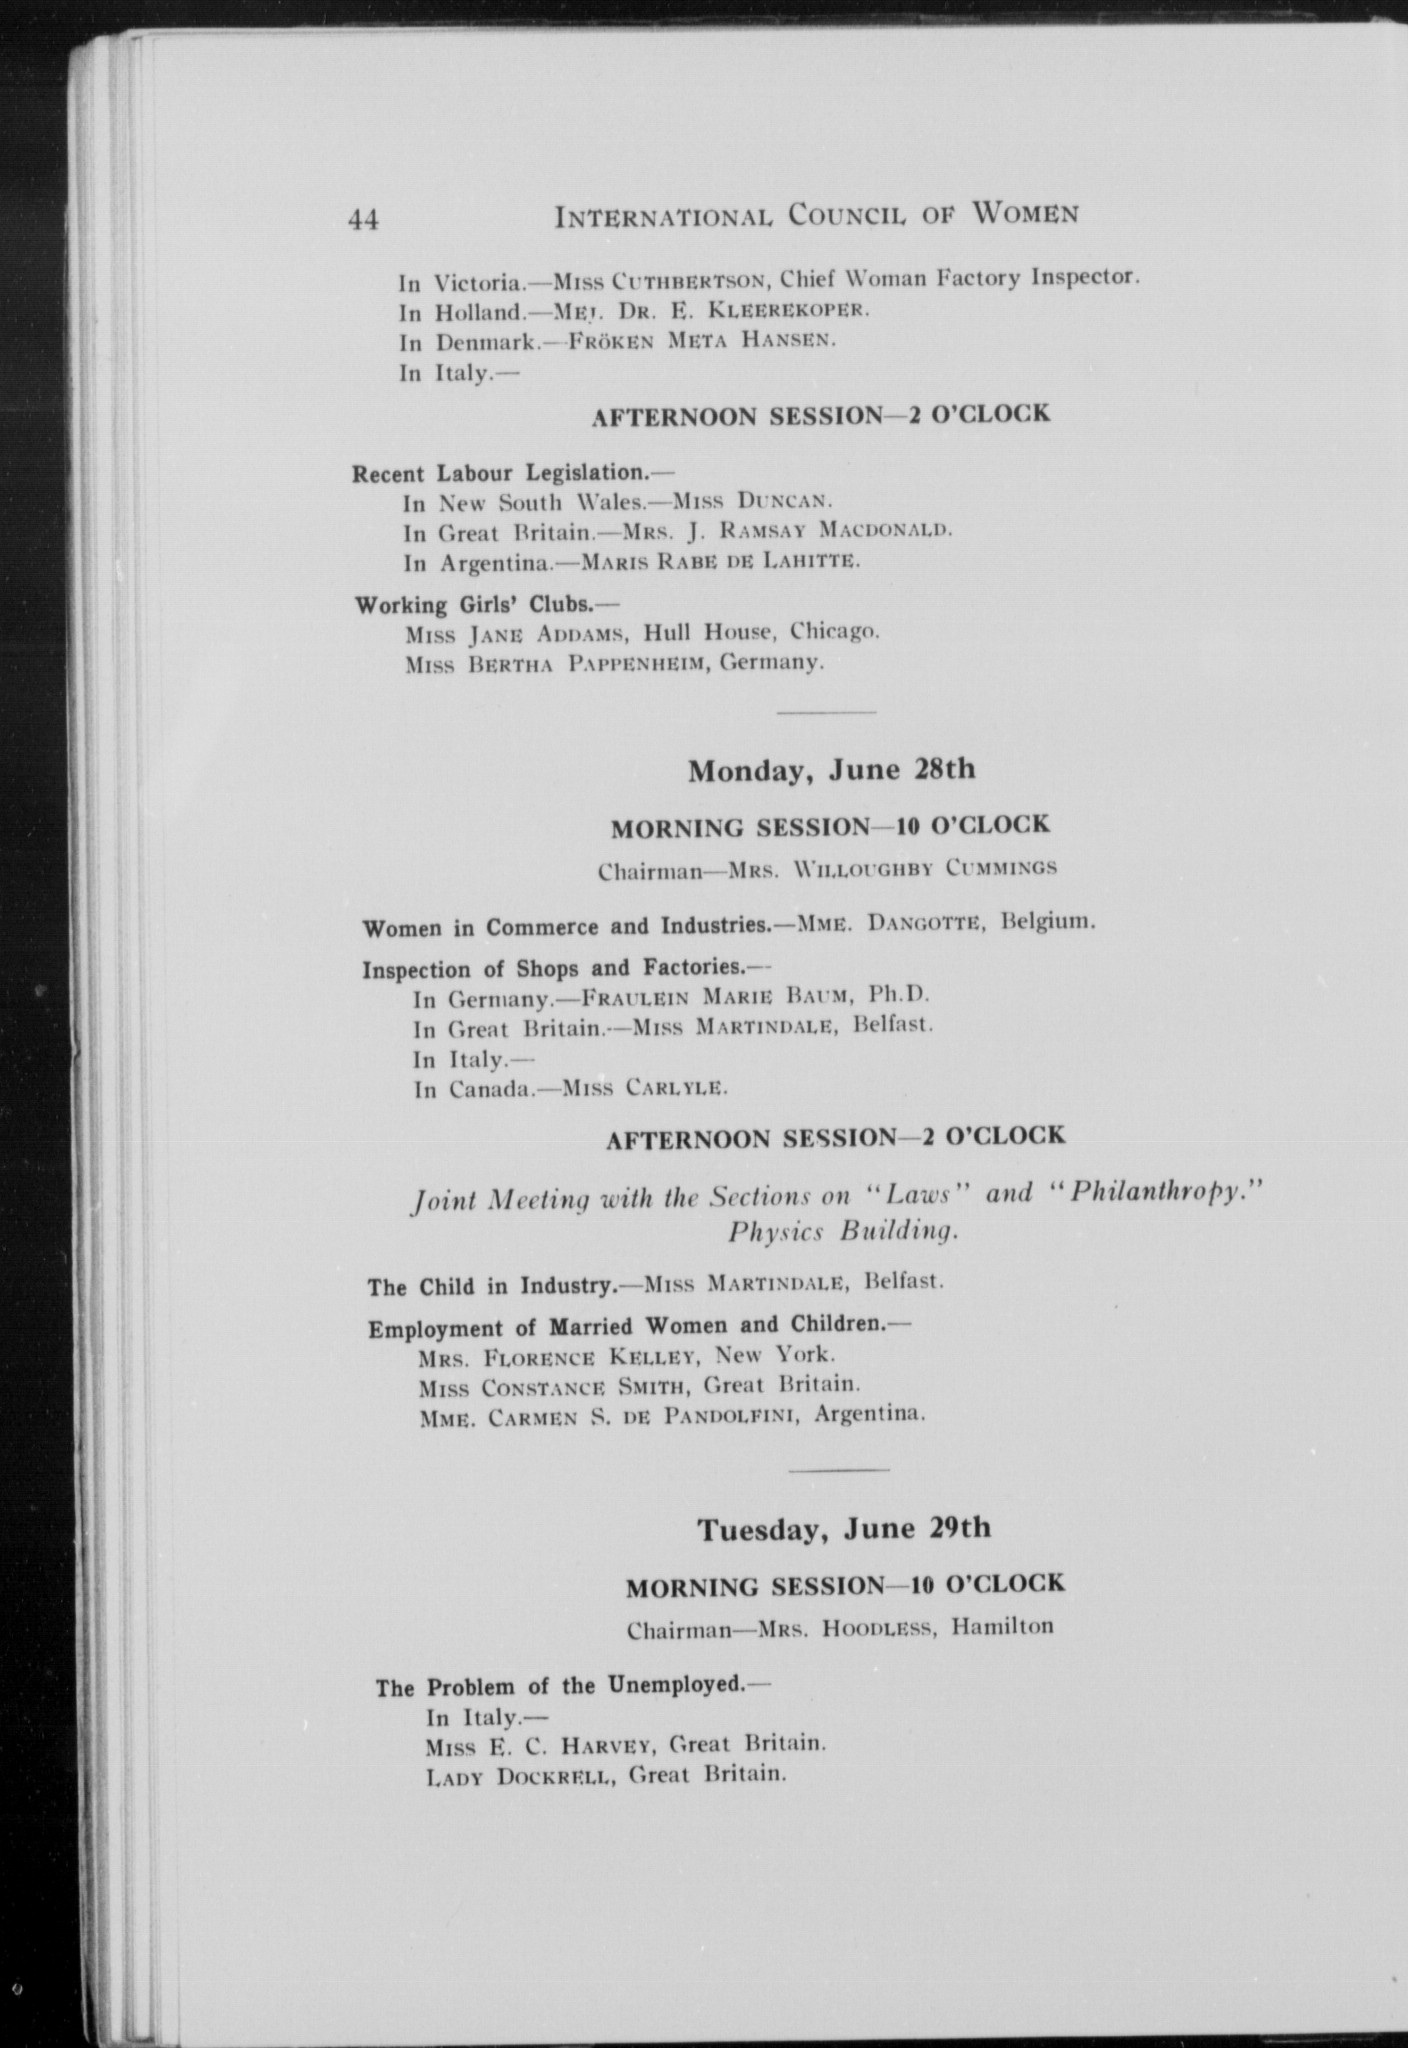 44 INTERNATIONAL COUNCIL OF WOMEN
In Victoria.—MISS CUTHBERTSON, Chief Woman Factory Inspector.
In Holland.—MEJ. DR. E. KLEEREKOPER.
In Denmark.—FRÖKEN META HANSEN.
In Italy.—
AFTERNOON SESSION—2 O'CLOCK
Recent Labour Legislation.—
In New South Wales.—MISS DUNCAN.
In Great Britain.—MRS. J. RAMSAY MACDONALD.
In Argentina.—MARIS RABE DE LAHITTE.
Working Girls' Clubs.—
MISS JANE ADDAMS, Hull House, Chicago.
MISS BERTHA PAPPENHEIM, Germany.
Monday, June 28th
MORNING SESSION—10 O'CLOCK
Chairman—MRS. WILLOUGHBY CUMMINGS
Women in Commerce and Industries.—MME. DANGOTTE, Belgium.
Inspection of Shops and Factories.—
In Germany.—FRAULEIN MARIE BAUM, Ph.D.
In Great Britain.—MISS MARTINDALE, Belfast.
In Italy.—
In Canada.—MISS CARLYLE.
AFTERNOON SESSION—2 O'CLOCK
Joint Meeting with the Sections on "Laws" and "Philanthropy."
Physics Building.
The Child in Industry.—MISS MARTINDALE, Belfast.
Employment of Married Women and Children.—
MRS. FLORENCE KELLEY, New York.
MISS CONSTANCE SMITH, Great Britain.
MME. CARMEN S. DE PANDOLFINI, Argentina.
Tuesday, June 29th
MORNING SESSION—10 O'CLOCK
Chairman—MRS. HOODLESS, Hamilton
The Problem of the Unemployed.—
In Italy.—
MISS E. C. HARVEY, Great Britain.
LADY DOCKRELL, Great Britain.